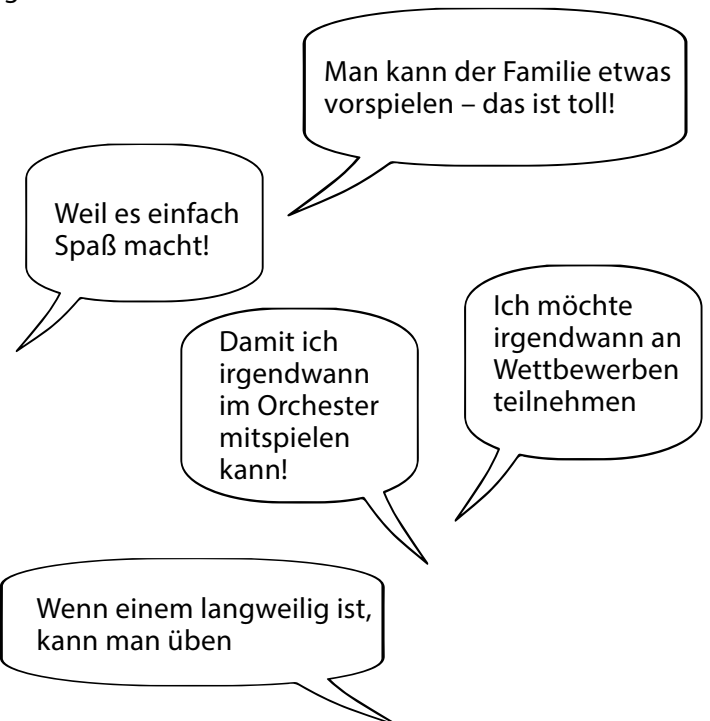 g
Man kann der Familie etwas
vorspielen – das ist toll!
Weil es einfach
Spaß macht!
Ich möchte
irgendwann an
Wettbewerben
teilnehmen
Damit ich
irgendwann
im Orchester
mitspielen
kann!
Wenn einem langweilig ist,
kann man üben